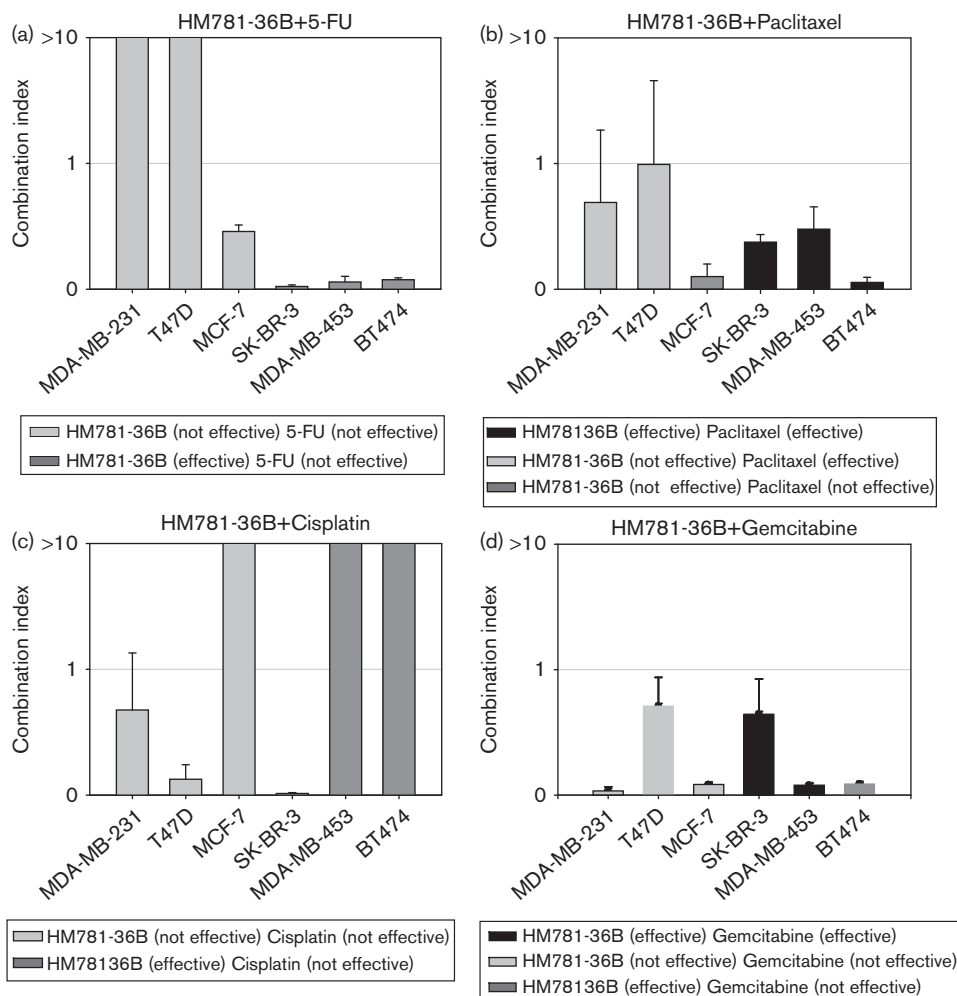 (a)
HM781-36B+5-FU
>10
1
0
Combination index
MDA-MB-231
T47D
MCF-7
SK-BR-3
MDA-MB-453
BT474
HM781-36B (not effective) 5-FU (not effective)
HM781-36B (effective) 5-FU (not effective)
(b)
HM781-36B+Paclitaxel
>10
1
0
Combination index
MDA-MB-231
T47D
MCF-7
SK-BR-3
MDA-MB-453
BT474
HM78136B (effective) Paclitaxel (effective)
HM781-36B (not effective) Paclitaxel (effective)
HM781-36B (not effective) Paclitaxel (not effective)
(c)
HM781-36B+Cisplatin
>10
1
0
Combination index
MDA-MB-231
T47D
MCF-7
SK-BR-3
MDA-MB-453
BT474
HM781-36B (not effective) Cisplatin (not effective)
HM78136B (effective) Cisplatin (not effective)
(d)
HM781-36B+Gemcitabine
>10
1
0
Combination index
MDA-MB-231
T47D
MCF-7
SK-BR-3
MDA-MB-453
BT474
HM781-36B (effective) Gemcitabine (effective)
HM781-36B (not effective) Gemcitabine (not effective)
HM78136B (effective) Gemcitabine (not effective)